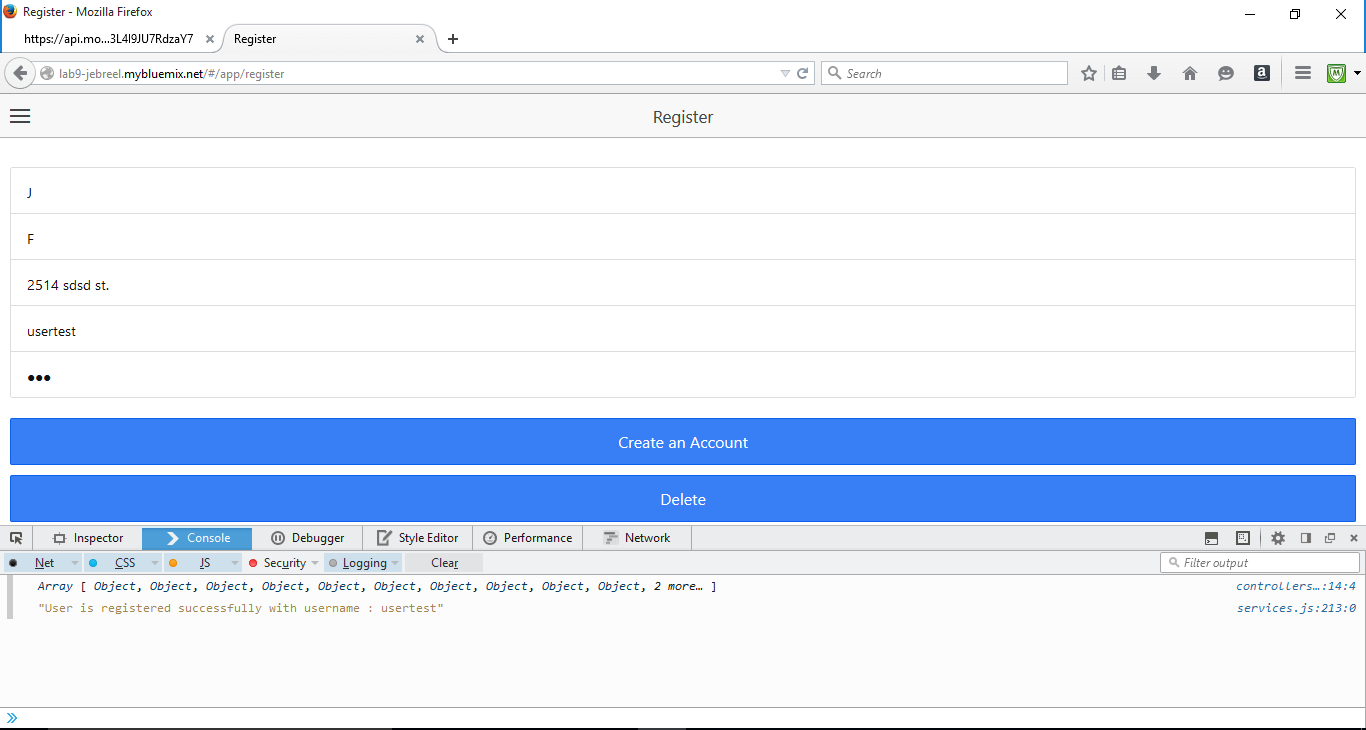 Register - Mozilla Firefox
https://api.mo...3L4I9JU7RdzaY7
Register
lab9-jebreel.mybluemix.net/#/app/register
Search
Register
J
F
2514 sdsd st.
usertest
•••
Create an Account
Delete
Inspector Console Debugger Style Editor Performance Network
Net CSS JS Security Logging Clear Filter output
Array [ Object, Object, Object, Object, Object, Object, Object, Object, Object, Object, 2 more… ] controllers…:14:4
"User is registered successfully with username : usertest" services.js:213:0